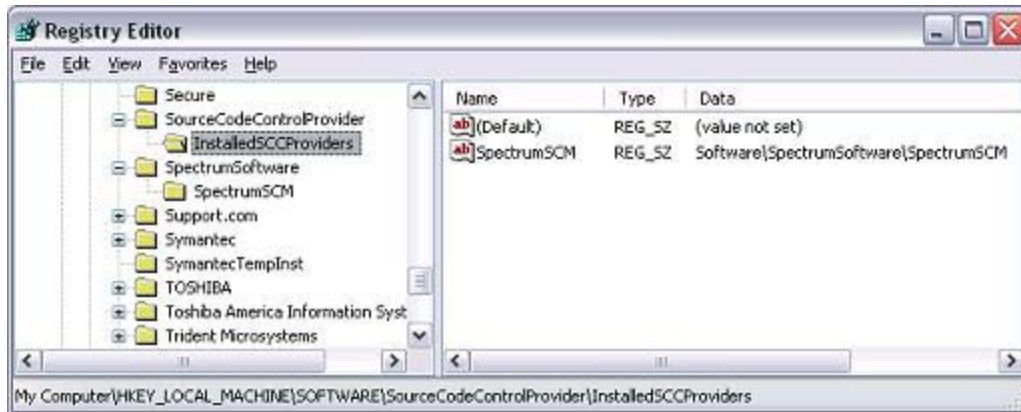 Registry Editor
File Edit View Favorites Help
Secure
SourceCodeControlProvider
InstalledSCCProviders
SpectrumSoftware
SpectrumSCM
Support.com
Symantec
SymantecTempInst
TOSHIBA
Toshiba America Information Syst
Trident Microsystems
Name Type Data
(Default) REG_SZ (value not set)
SpectrumSCM REG_SZ Software\SpectrumSoftware\SpectrumSCM
My Computer\HKEY_LOCAL_MACHINE\SOFTWARE\SourceCodeControlProvider\InstalledSCCProviders